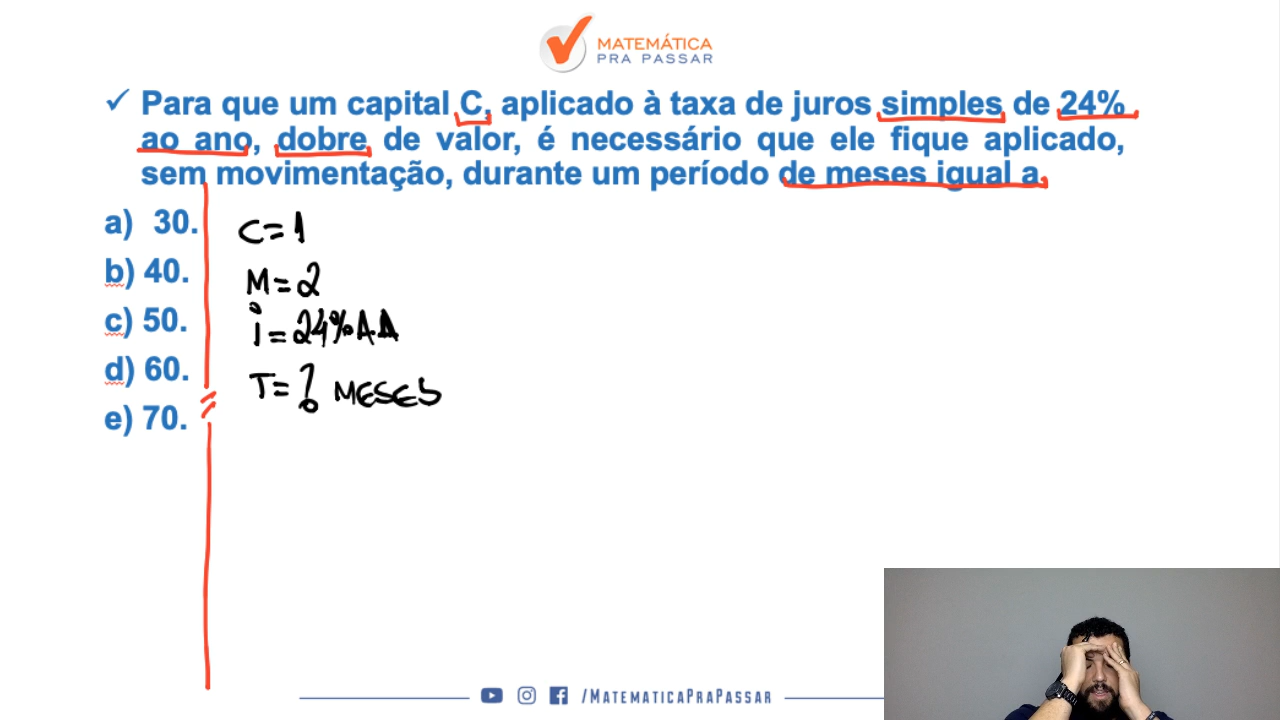 MATEMÁTICA
PRA PASSAR
✓ Para que um capital C, aplicado à taxa de juros simples de 24%
ao ano, dobre de valor, é necessário que ele fique aplicado,
sem movimentação, durante um período de meses igual a
a) 30.
b) 40.
c) 50.
d) 60.
e) 70.
C=1
M=2
i=24% A.A
T=? MESES
/MATEMATICAPRAPASSAR